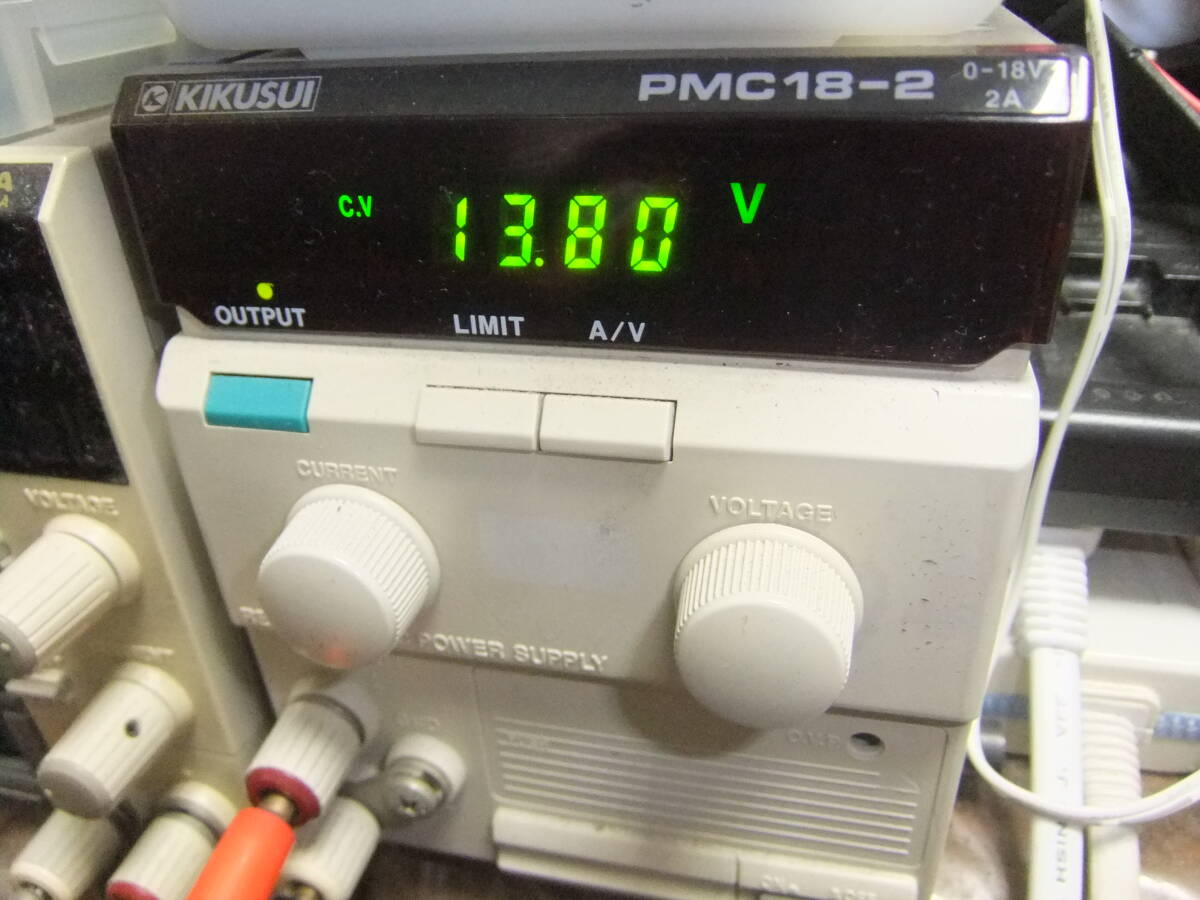 KIKUSUI
PMC18-2
0-18V
2A
C.V
13.80
V
OUTPUT
LIMIT
A/V
CURRENT
VOLTAGE
POWER SUPPLY
VOLTAGE
O.V.P